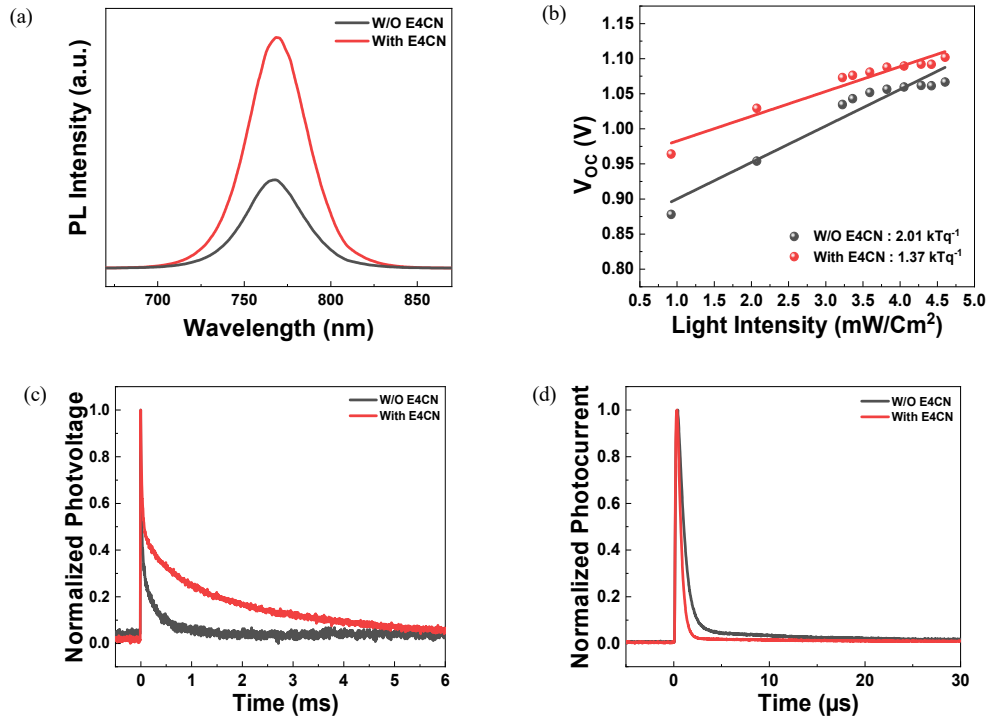 (a)
W/O E4CN
With E4CN
PL Intensity (a.u.)
700 750 800 850
Wavelength (nm)
(b)
1.20
1.15
1.10
1.05
1.00
0.95
0.90
0.85
0.80
V_OC (V)
W/O E4CN : 2.01 kTq⁻¹
With E4CN : 1.37 kTq⁻¹
0.5 1.0 1.5 2.0 2.5 3.0 3.5 4.0 4.5 5.0
Light Intensity (mW/Cm²)
(c)
W/O E4CN
With E4CN
Normalized Photvoltage
1.0
0.8
0.6
0.4
0.2
0.0
0 1 2 3 4 5 6
Time (ms)
(d)
W/O E4CN
With E4CN
Normalized Photocurrent
1.0
0.8
0.6
0.4
0.2
0.0
0 10 20 30
Time (μs)